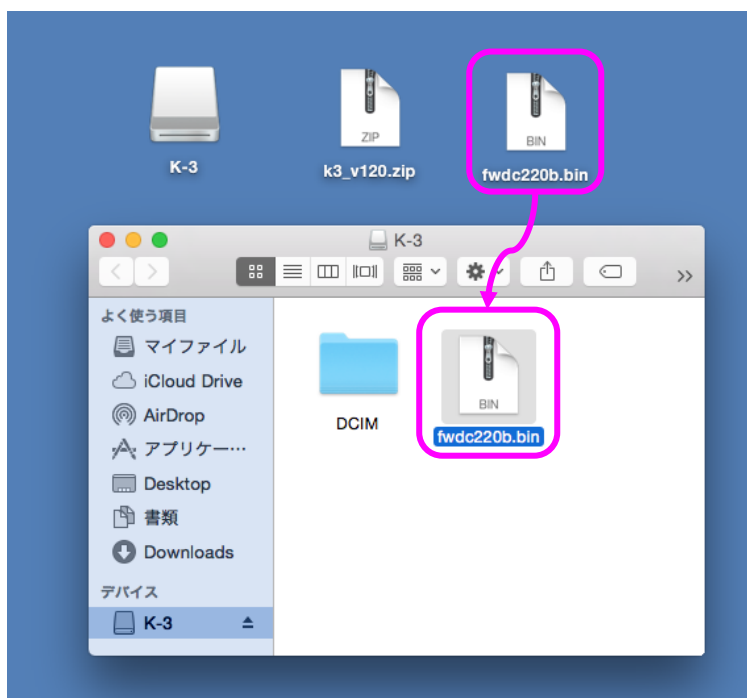 ZIP
BIN
K-3
k3_v120.zip
fwdc220b.bin
K-3
よく使う項目
マイファイル
iCloud Drive
AirDrop
アプリケー…
Desktop
書類
Downloads
デバイス
K-3
BIN
DCIM
fwdc220b.bin